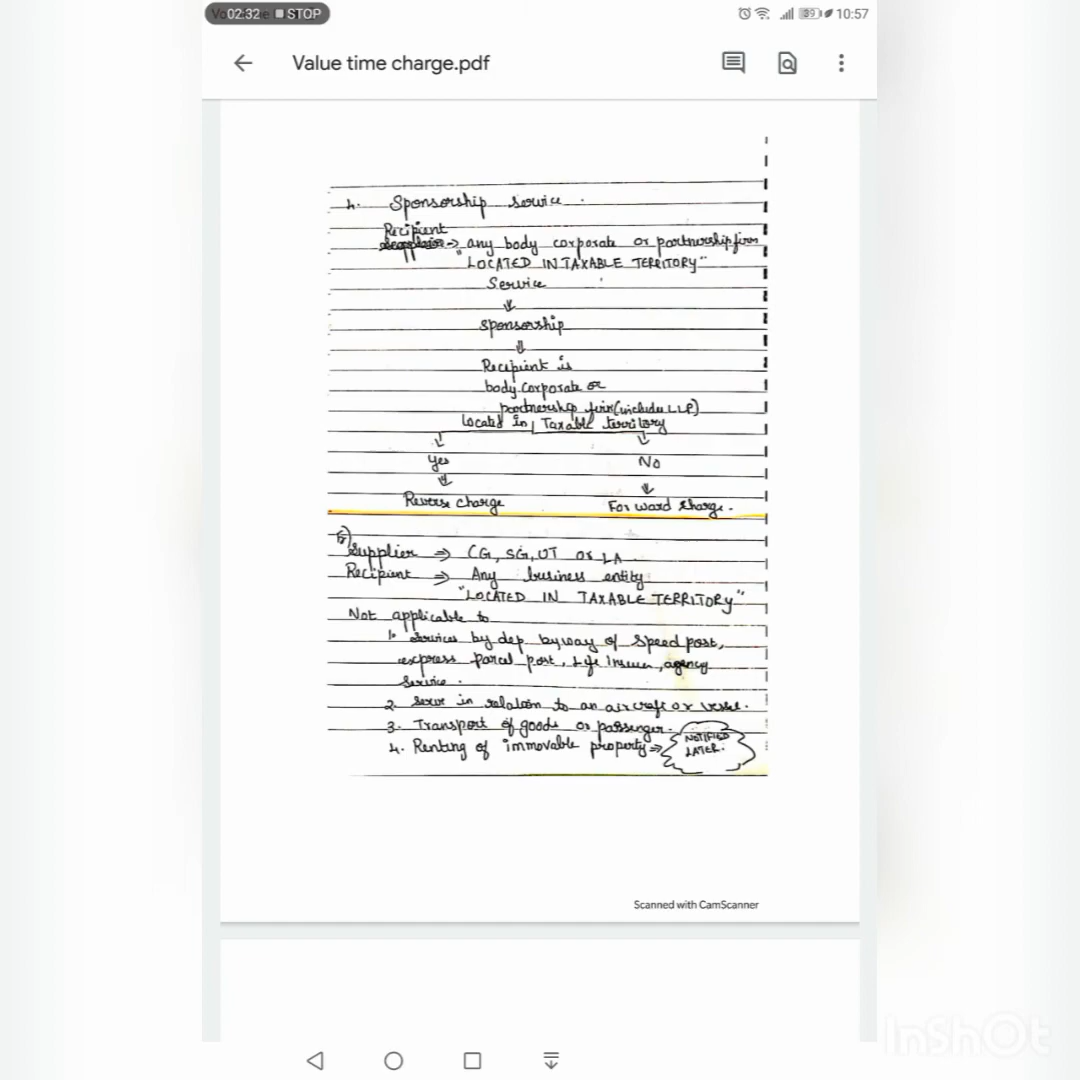 02:32 STOP
89 10:57
Value time charge.pdf
4. Sponsorship Service.
Recipient
→ any body corporate or partnership firm
"LOCATED IN TAXABLE TERRITORY"
Service
Sponsorship
Recipient is
body corporate or
partnership firm (include LLP)
located in Taxable territory
Yes No
Reverse charge Forward charge.
5) Supplier ⇒ CG, SG, UT or LA
Recipient ⇒ Any business entity
"LOCATED IN TAXABLE TERRITORY"
Not applicable to
1. Services by dep by way of Speed post,
express parcel post, Life , agency
Service.
2. in relation to an aircraft or vessel.
3. Transport of goods or passenger.
4. Renting of immovable property ⇒ NOTIFIED
LATER.
Scanned with CamScanner
InShOt